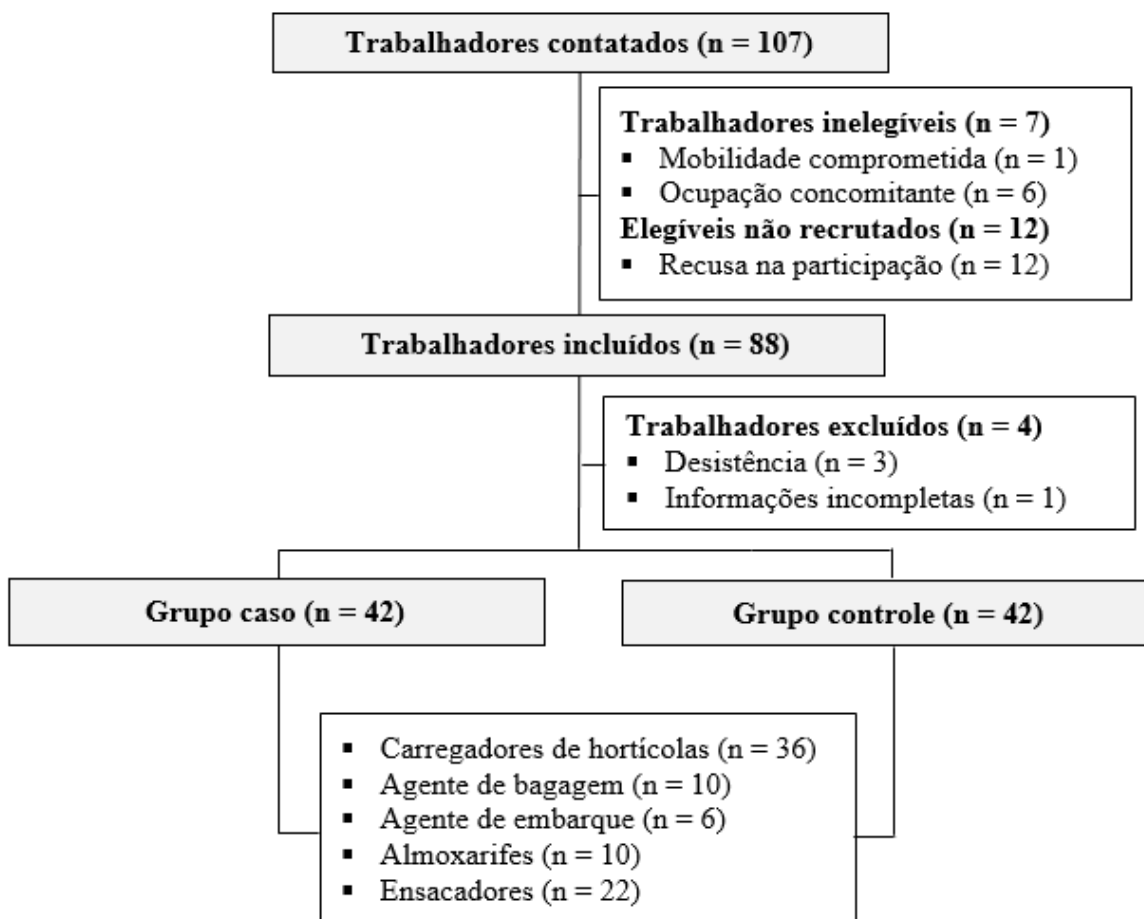 Trabalhadores contatados (n = 107)
Trabalhadores inelegíveis (n = 7)
▪ Mobilidade comprometida (n = 1)
▪ Ocupação concomitante (n = 6)
Elegíveis não recrutados (n = 12)
▪ Recusa na participação (n = 12)
Trabalhadores incluídos (n = 88)
Trabalhadores excluídos (n = 4)
▪ Desistência (n = 3)
▪ Informações incompletas (n = 1)
Grupo caso (n = 42)
Grupo controle (n = 42)
▪ Carregadores de hortícolas (n = 36)
▪ Agente de bagagem (n = 10)
▪ Agente de embarque (n = 6)
▪ Almoxarifes (n = 10)
▪ Ensacadores (n = 22)